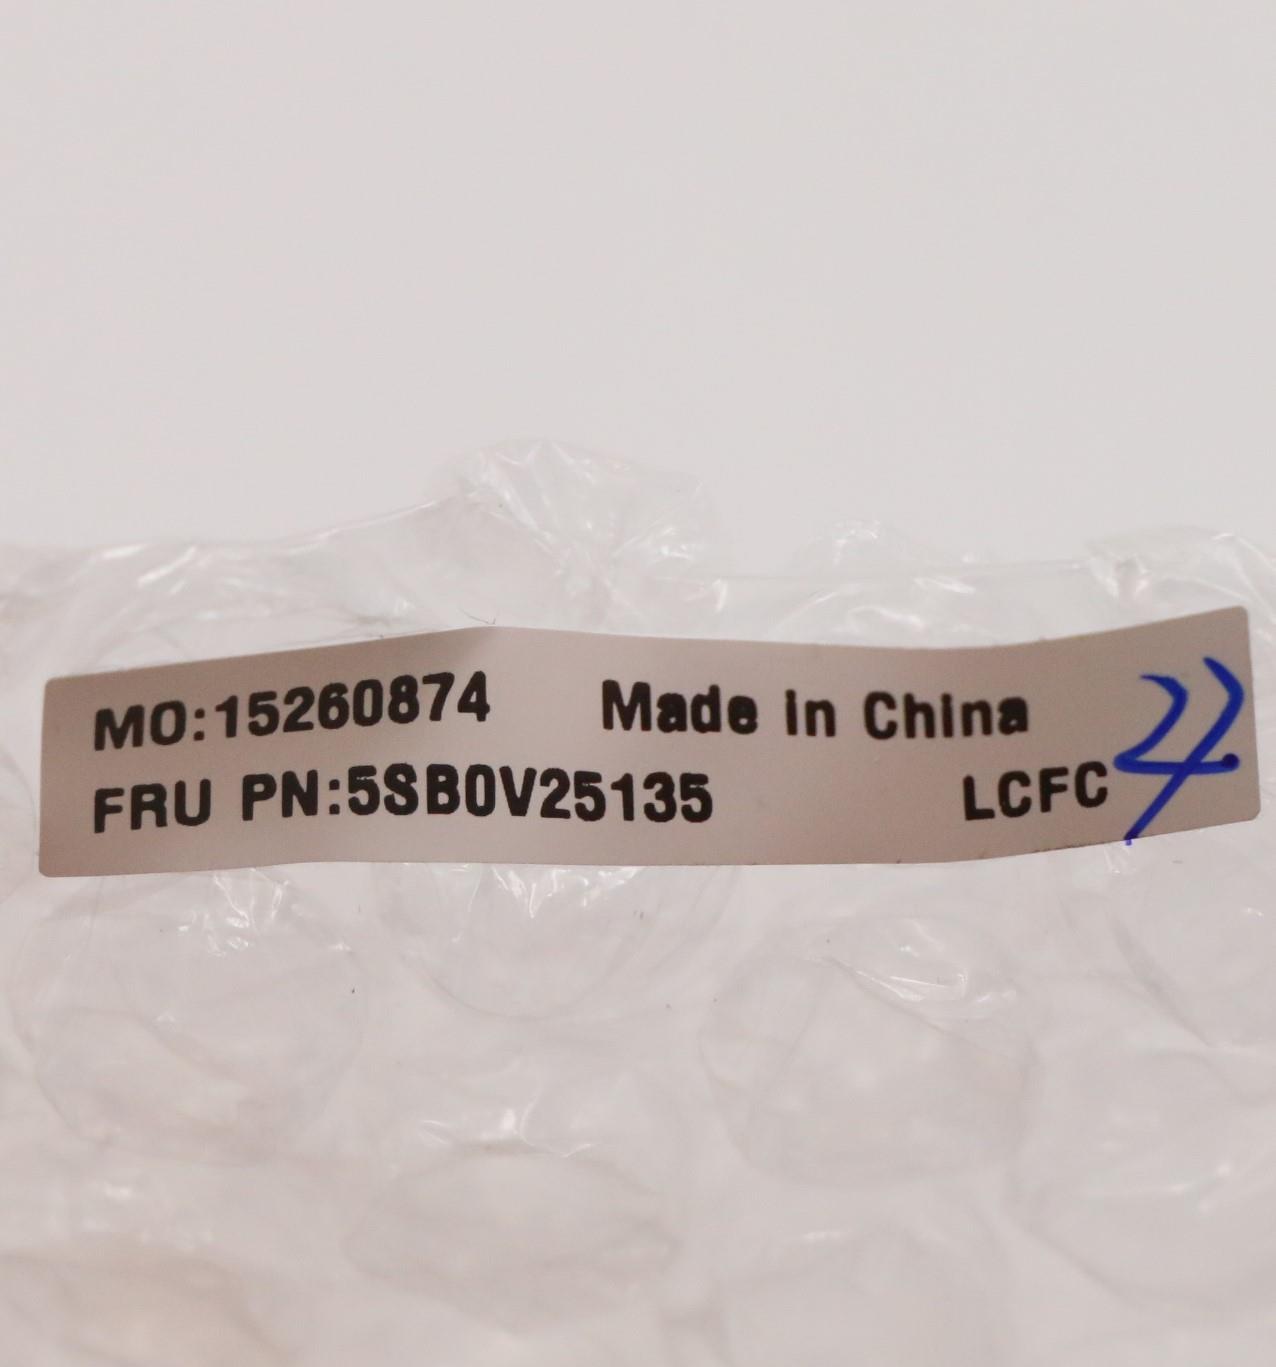 MO:15260874 Made in China
FRU PN:5SB0V25135 LCFC